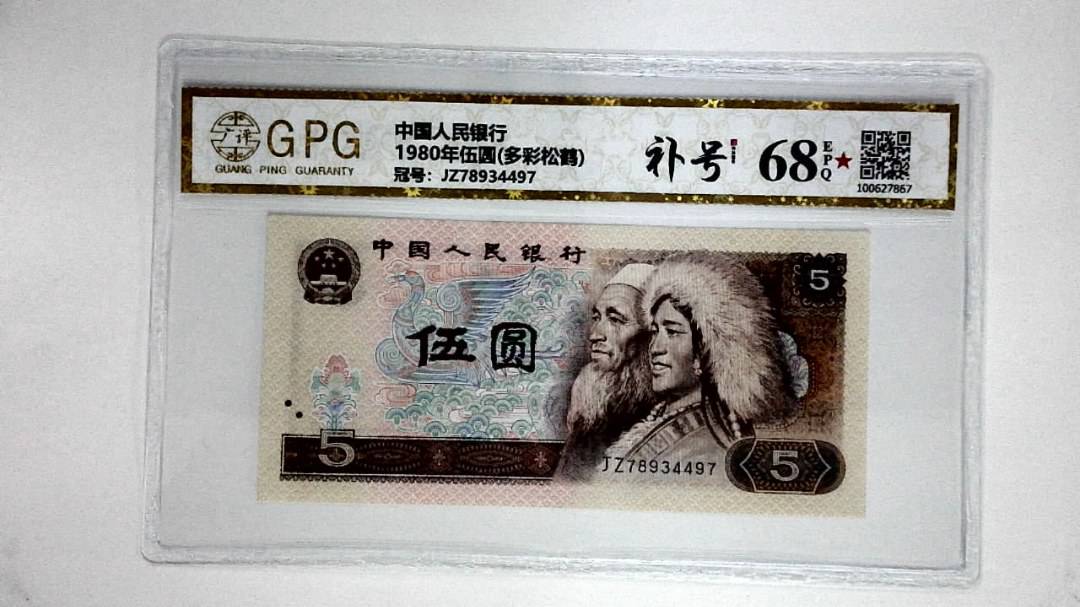 广评
GPG
GUANG PING GUARANTY
中国人民银行
1980年伍圆(多彩松鹤)
冠号：JZ78934497
补号
68
EPQ
100627867
中国人民银行
5
伍圆
5
JZ78934497
5